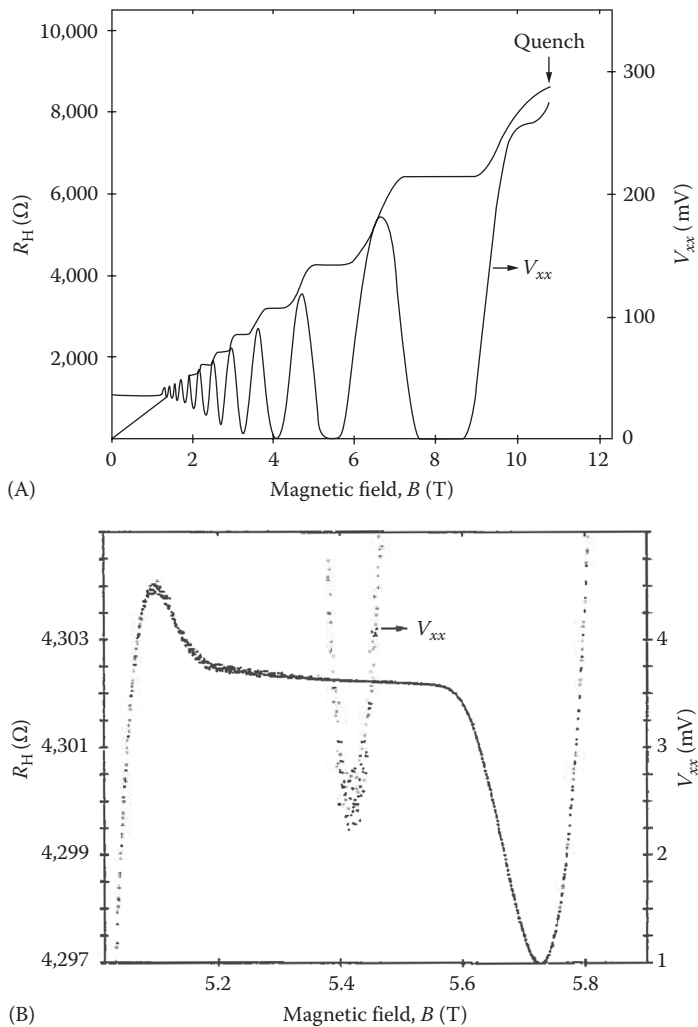 10,000
8,000
6,000
4,000
2,000
R_H (Ω)
Quench
300
200
100
0
V_xx (mV)
V_xx
0 2 4 6 8 10 12
Magnetic field, B (T)
(A)
4,303
4,301
4,299
4,297
R_H (Ω)
V_xx
4
3
2
1
V_xx (mV)
5.2 5.4 5.6 5.8
Magnetic field, B (T)
(B)